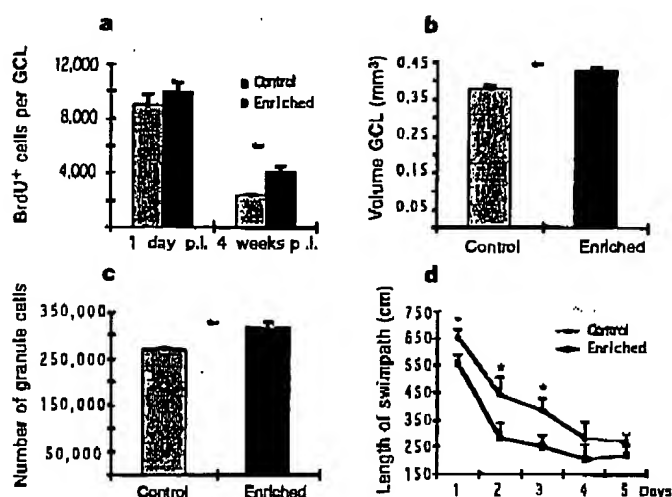 a
BrdU+ cells per GCL
12,000
8,000
4,000
Control
Enriched
1 day p.i.
4 weeks p.i.
b
Volume GCL (mm³)
0.45
0.35
0.25
0.15
0.05
Control
Enriched
c
Number of granule cells
350,000
250,000
150,000
50,000
Control
Enriched
d
Length of swimpath (cm)
750
650
550
450
350
250
150
*
*
*
Control
Enriched
1 2 3 4 5 Days